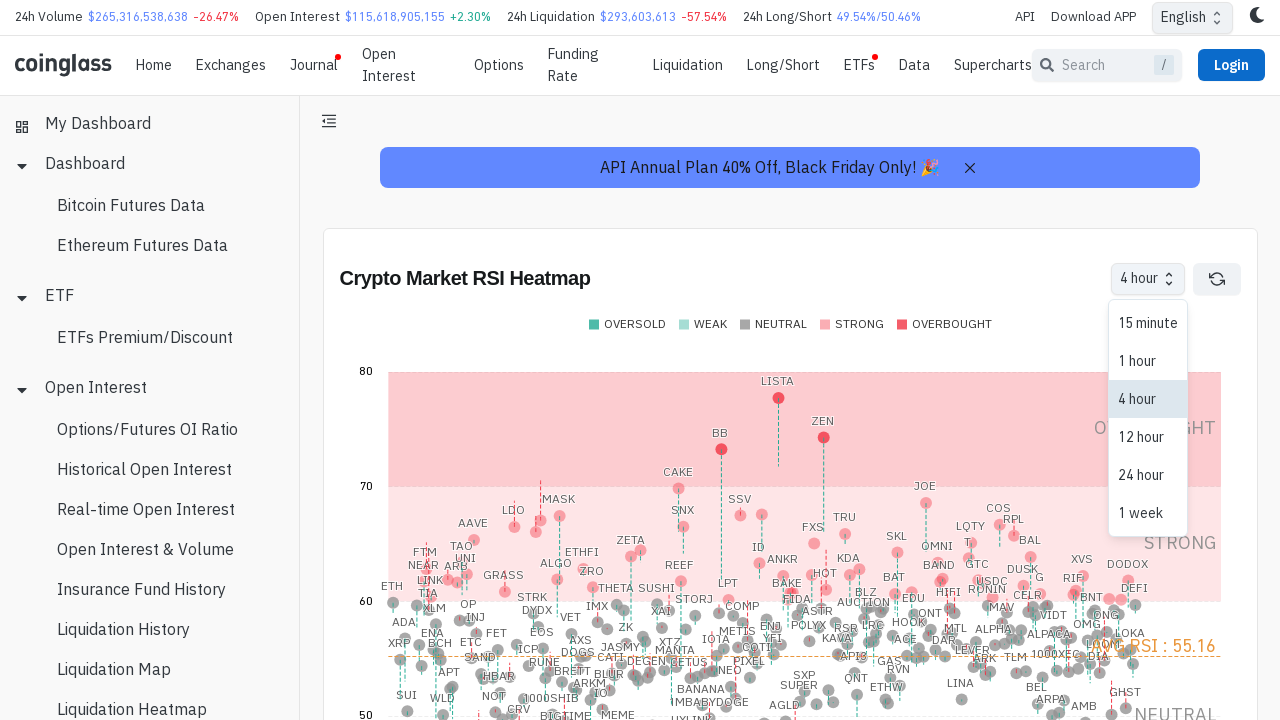 24h Volume $265,316,538,638 -26.47% Open Interest $115,618,905,155 +2.30% 24h Liquidation $293,603,613 -57.54% 24h Long/Short 49.54%/50.46% API Download APP English
coinglass Home Exchanges Journal Open Interest Options Funding Rate Liquidation Long/Short ETFs Data Supercharts Search / Login
My Dashboard
Dashboard
Bitcoin Futures Data
Ethereum Futures Data
ETF
ETFs Premium/Discount
Open Interest
Options/Futures OI Ratio
Historical Open Interest
Real-time Open Interest
Open Interest & Volume
Insurance Fund History
Liquidation History
Liquidation Map
Liquidation Heatmap
API Annual Plan 40% Off, Black Friday Only! 🎉
Crypto Market RSI Heatmap
4 hour
15 minute
1 hour
4 hour
12 hour
24 hour
1 week
OVERSOLD WEAK NEUTRAL STRONG OVERBOUGHT
80
LISTA
ZEN
BB
CAKE
70
JOE
MASK
SSV
LDO
SNX
COS
RPL
TRU
AAVE
FXS
LQTY
ZETA
SKL
BAL
TAO
ID
OMNI
FTM
ETHFI
UNI
ANKR
KDA
XVS
NEAR
ARB
ALGO
REEF
BAND
GTC
DODOX
STRONG
GRASS
ZRO
HOT
BAT
DUSK
G
RIF
LINK
LPT
BAKE
USDC
ETH
THETA
SUSHI
BLZ
HIFI
RONIN
DEFI
TIA
STRK
STORJ
FIDA
EDU
CELR
60
XLM
OP
DYDX
IMX
XAI
COMP
ASTR
AUCTION
MAV
VIDT
ADA
INJ
VET
ZK
ENJ
POLYX
RSR
LRC
HOOK
OMG
ENA
FET
EOS
METIS
YFI
KAVA
ACE
MTL
ALPHA
ALPACA
LOKA
XRP
BCH
ETC
ICP
AXS
JASMY
XTZ
IOTA
COTI
DAR
SAND
RUNE
DOGS
MANTA
PIXEL
API3
GAS
LEVER
ARK
TLM
DIA
AVG RSI : 55.16
APT
HBAR
BRETT
BLUR
DEGEN
CETUS
NEO
SXP
QNT
RVN
LINA
BEL
SUI
WLD
NOT
1000SHIB
ARKM
IO
BANANA
SUPER
ETHW
ARPA
GHST
CRV
BIGTIME
MEME
IMBABYDOGE
AGLD
AMB
50
NEUTRAL